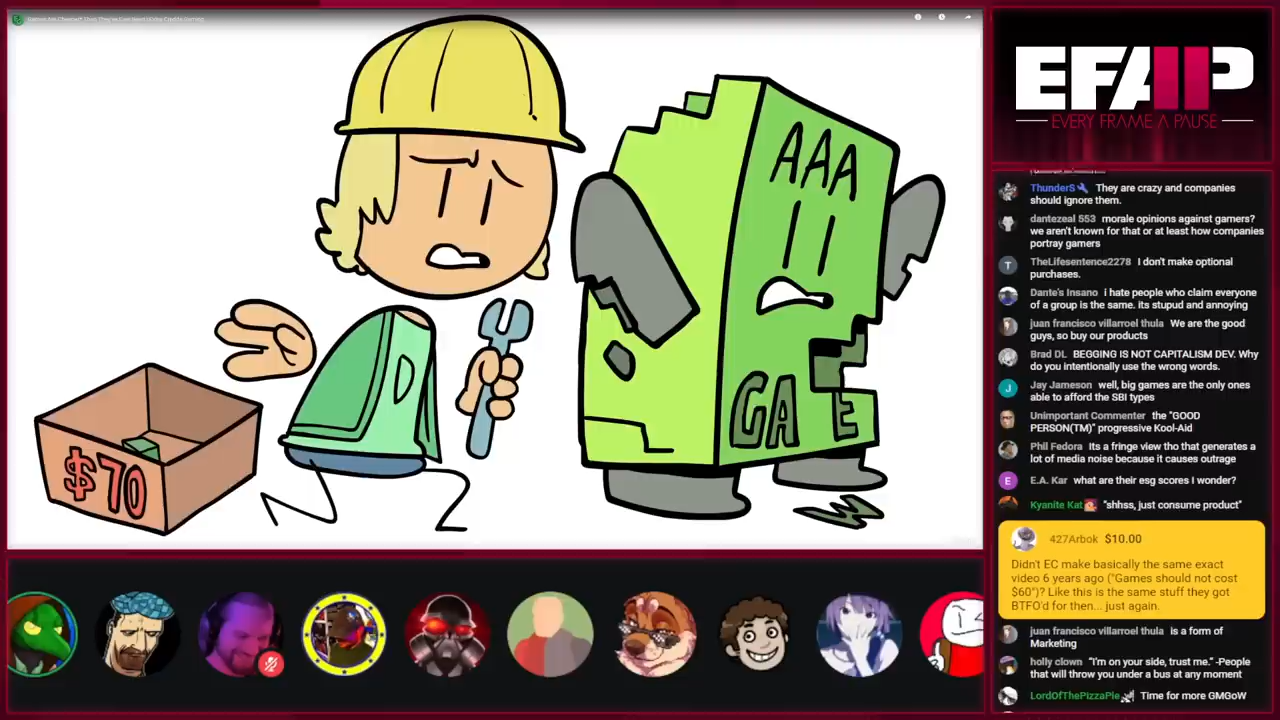 AAA
GA E
D
$70
EFAP
EVERY FRAME A PAUSE
ThunderS They are crazy and companies
should ignore them.
dantezeal 553 morale opinions against gamers?
we aren't known for that or at least how companies
portray gamers
TheLifesentence2278 I don't make optional
purchases.
Dante's Insano i hate people who claim everyone
of a group is the same. its stupud and annoying
juan francisco villarroel thula We are the good
guys, so buy our products
Brad DL BEGGING IS NOT CAPITALISM DEV. Why
do you intentionally use the wrong words.
Jay Jameson well, big games are the only ones
able to afford the SBI types
Unimportant Commenter the "GOOD
PERSON(TM)" progressive Kool-Aid
Phil Fedora Its a fringe view tho that generates a
lot of media noise because it causes outrage
E.A. Kar what are their esg scores I wonder?
Kyanite Kat "shhss, just consume product"
427Arbok $10.00
Didn't EC make basically the same exact
video 6 years ago ("Games should not cost
$60")? Like this is the same stuff they got
BTFO'd for then... just again.
juan francisco villarroel thula is a form of
Marketing
holly clown "I'm on your side, trust me." -People
that will throw you under a bus at any moment
LordOfThePizzaPie Time for more GMGoW